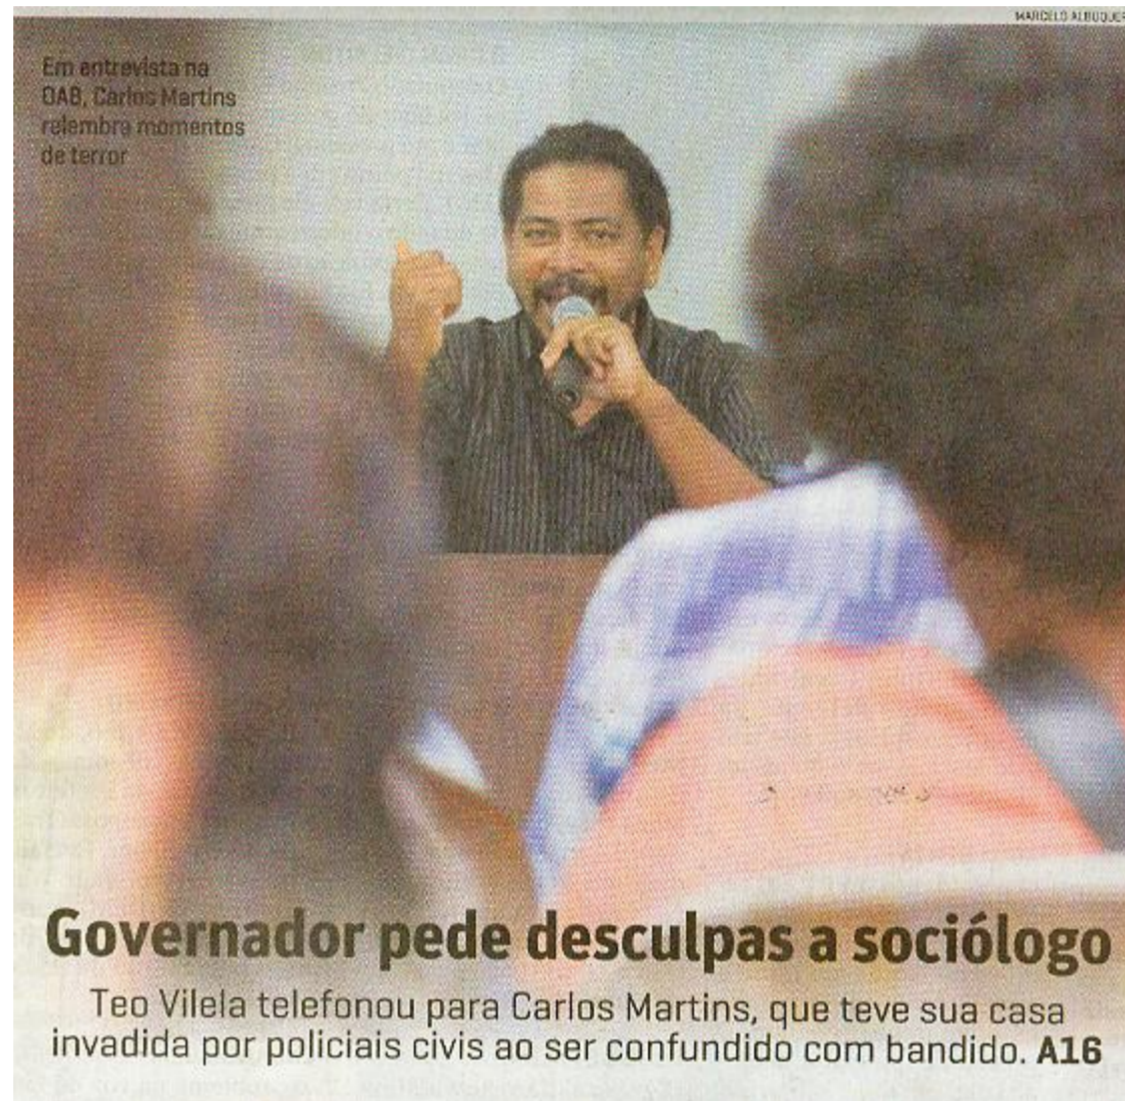 MARCELO ALBUQUER
Em entrevista na
OAB, Carlos Martins
relembra momentos
de terror
Governador pede desculpas a sociólogo
Teo Vilela telefonou para Carlos Martins, que teve sua casa
invadida por policiais civis ao ser confundido com bandido. A16